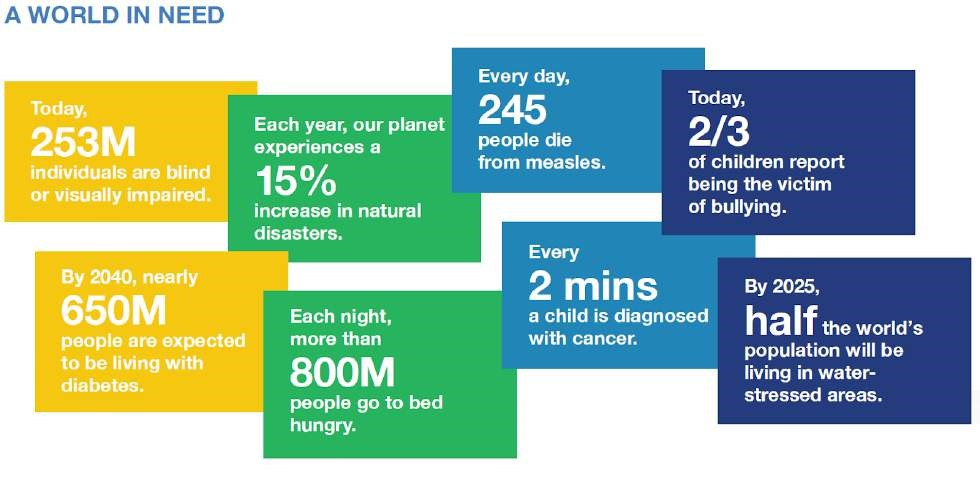 A WORLD IN NEED
Today,
253M
individuals are blind
or visually impaired.
Each year, our planet
experiences a
15%
increase in natural
disasters.
Every day,
245
people die
from measles.
Today,
2/3
of children report
being the victim
of bullying.
By 2040, nearly
650M
people are expected
to be living with
diabetes.
Each night,
more than
800M
people go to bed
hungry.
Every
2 mins
a child is diagnosed
with cancer.
By 2025,
half the world’s
population will be
living in water-
stressed areas.